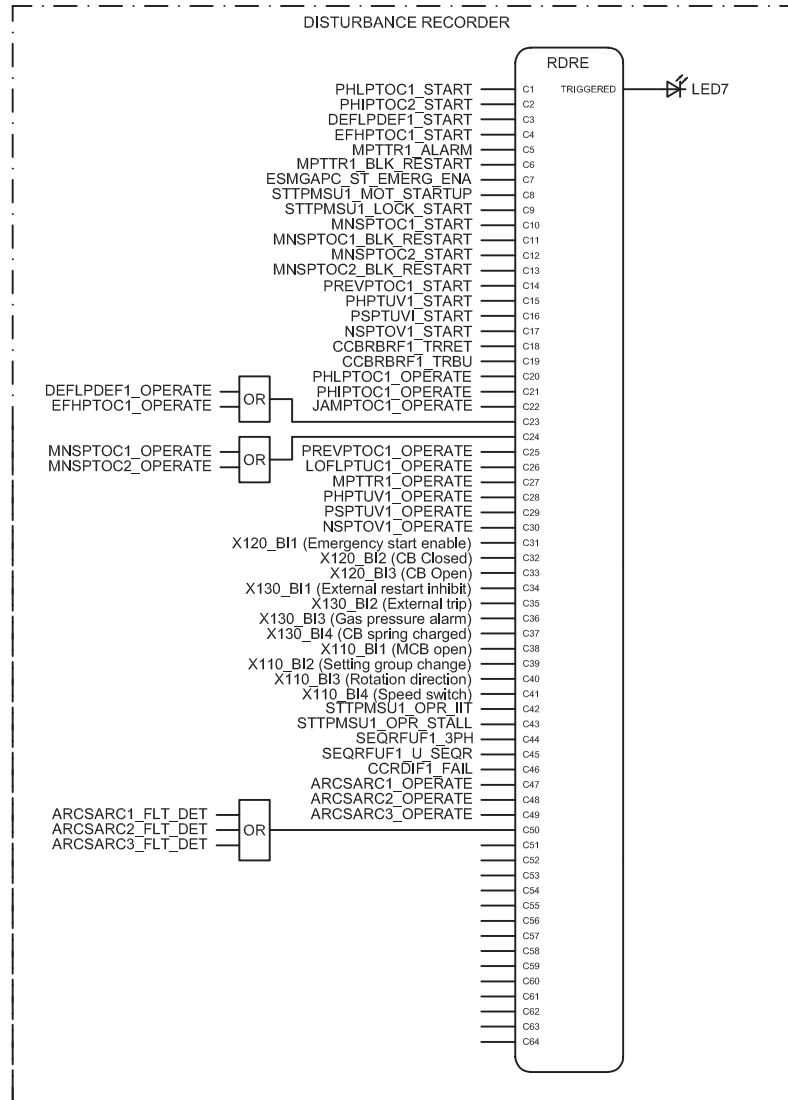 DISTURBANCE RECORDER
RDRE
PHLPTOC1_START C1 TRIGGERED LED7
PHIPTOC2_START C2
DEFLPDEF1_START C3
EFHPTOC1_START C4
MPTTR1_ALARM C5
MPTTR1_BLK_RESTART C6
ESMGAPC_ST_EMERG_ENA C7
STTPMSU1_MOT_STARTUP C8
STTPMSU1_LOCK_START C9
MNSPTOC1_START C10
MNSPTOC1_BLK_RESTART C11
MNSPTOC2_START C12
MNSPTOC2_BLK_RESTART C13
PREVPTOC1_START C14
PHPTUV1_START C15
PSPTUVI_START C16
NSPTOV1_START C17
CCBRBRF1_TRRET C18
CCBRBRF1_TRBU C19
PHLPTOC1_OPERATE C20
PHIPTOC1_OPERATE C21
JAMPTOC1_OPERATE C22
DEFLPDEF1_OPERATE
EFHPTOC1_OPERATE
OR
C23
C24
MNSPTOC1_OPERATE
MNSPTOC2_OPERATE
OR
PREVPTOC1_OPERATE C25
LOFLPTUC1_OPERATE C26
MPTTR1_OPERATE C27
PHPTUV1_OPERATE C28
PSPTUV1_OPERATE C29
NSPTOV1_OPERATE C30
X120_BI1 (Emergency start enable) C31
X120_BI2 (CB Closed) C32
X120_BI3 (CB Open) C33
X130_BI1 (External restart inhibit) C34
X130_BI2 (External trip) C35
X130_BI3 (Gas pressure alarm) C36
X130_BI4 (CB spring charged) C37
X110_BI1 (MCB open) C38
X110_BI2 (Setting group change) C39
X110_BI3 (Rotation direction) C40
X110_BI4 (Speed switch) C41
STTPMSU1_OPR_IIT C42
STTPMSU1_OPR_STALL C43
SEQRFUF1_3PH C44
SEQRFUF1_U_SEQR C45
CCRDIF1_FAIL C46
ARCSARC1_OPERATE C47
ARCSARC2_OPERATE C48
ARCSARC3_OPERATE C49
ARCSARC1_FLT_DET
ARCSARC2_FLT_DET
ARCSARC3_FLT_DET
OR
C50
C51
C52
C53
C54
C55
C56
C57
C58
C59
C60
C61
C62
C63
C64